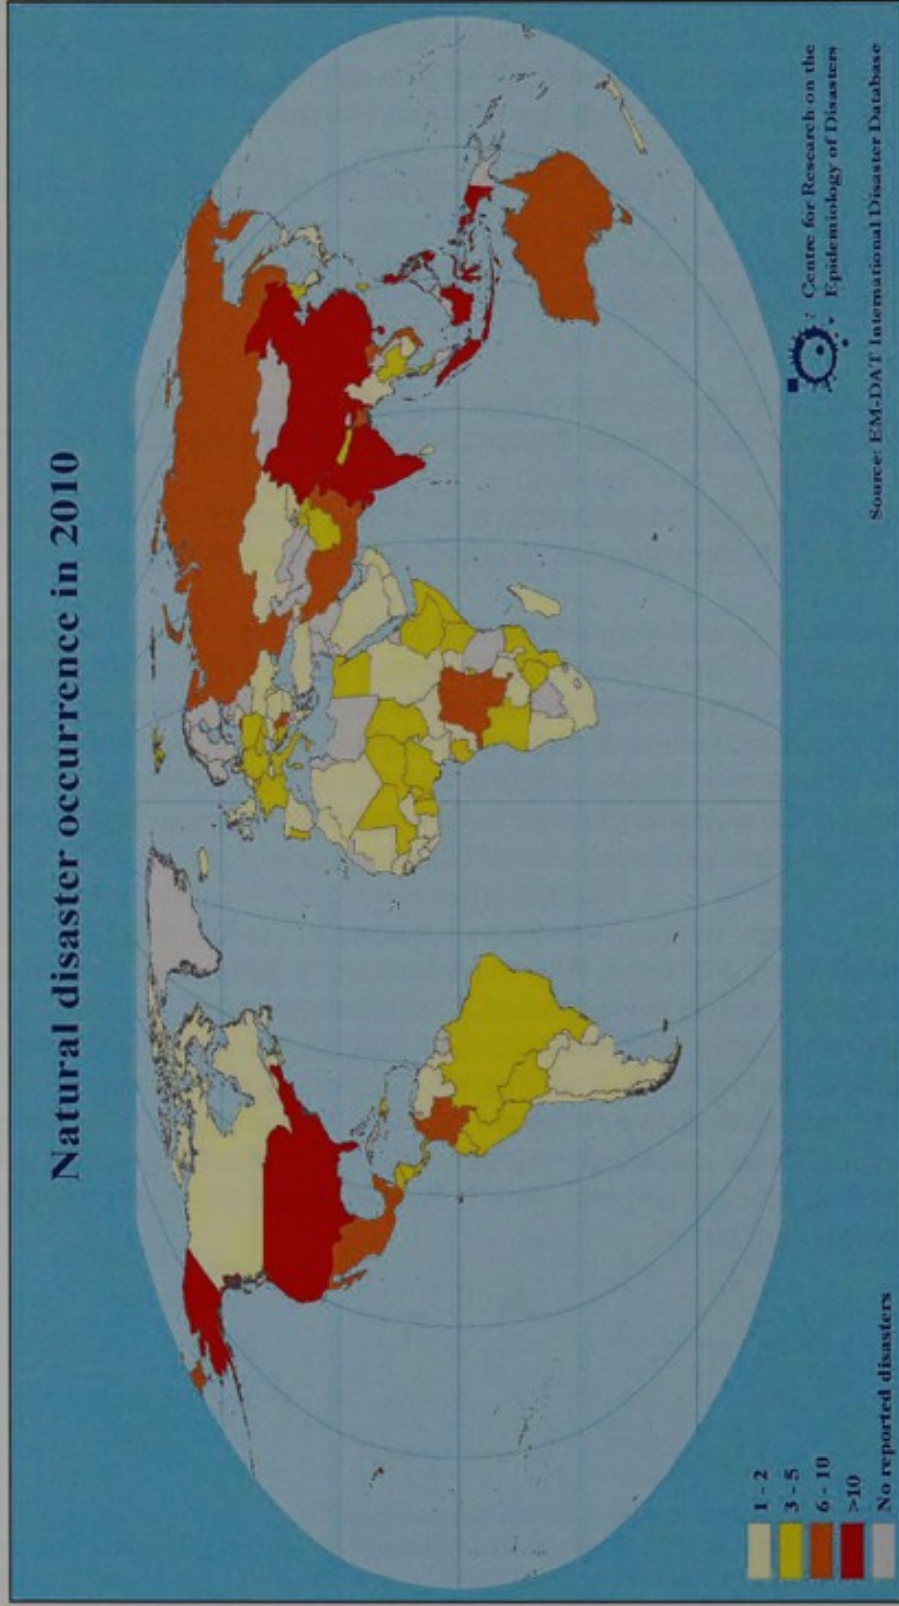 Natural disaster occurrence in 2010
1 - 2
3 - 5
6 - 10
>10
No reported disasters
Centre for Research on the
Epidemiology of Disasters
Source: EM-DAT International Disaster Database